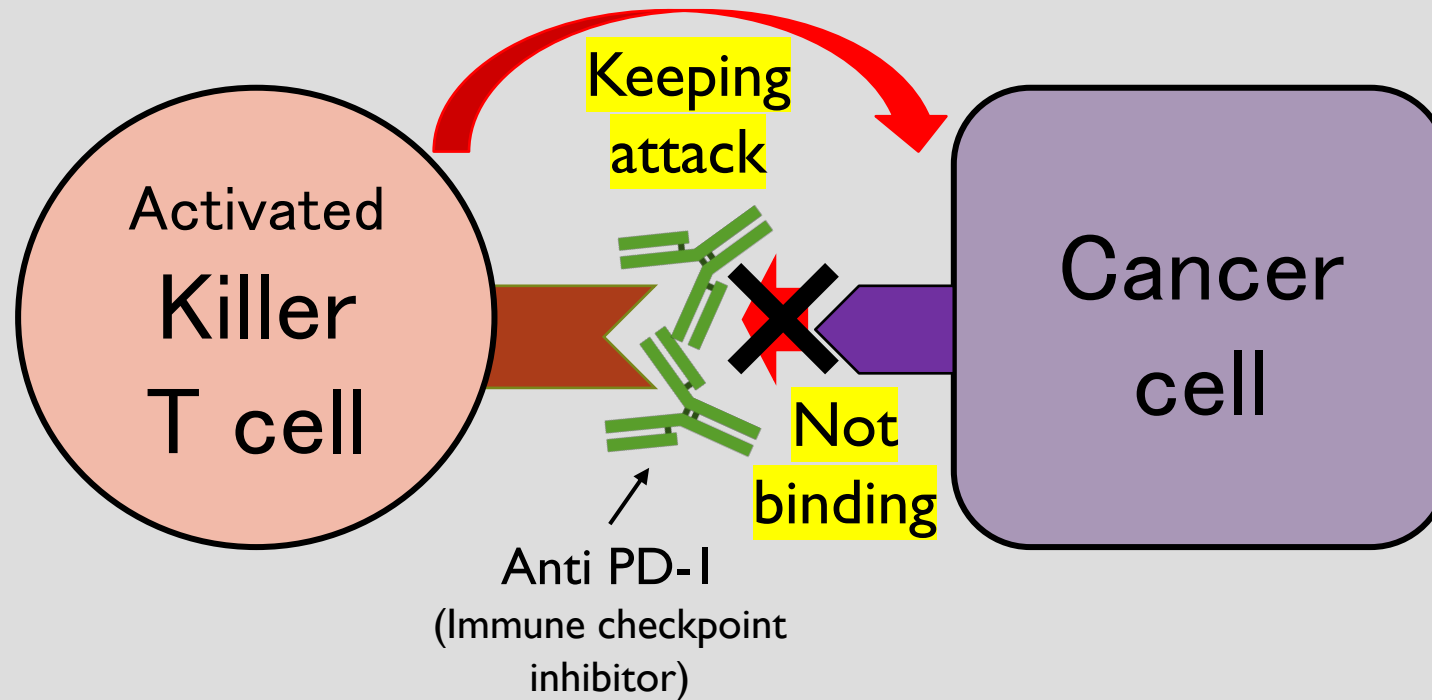 Keeping
attack
Activated
Killer
T cell
Cancer
cell
Not
binding
Anti PD-1
(Immune checkpoint
inhibitor)